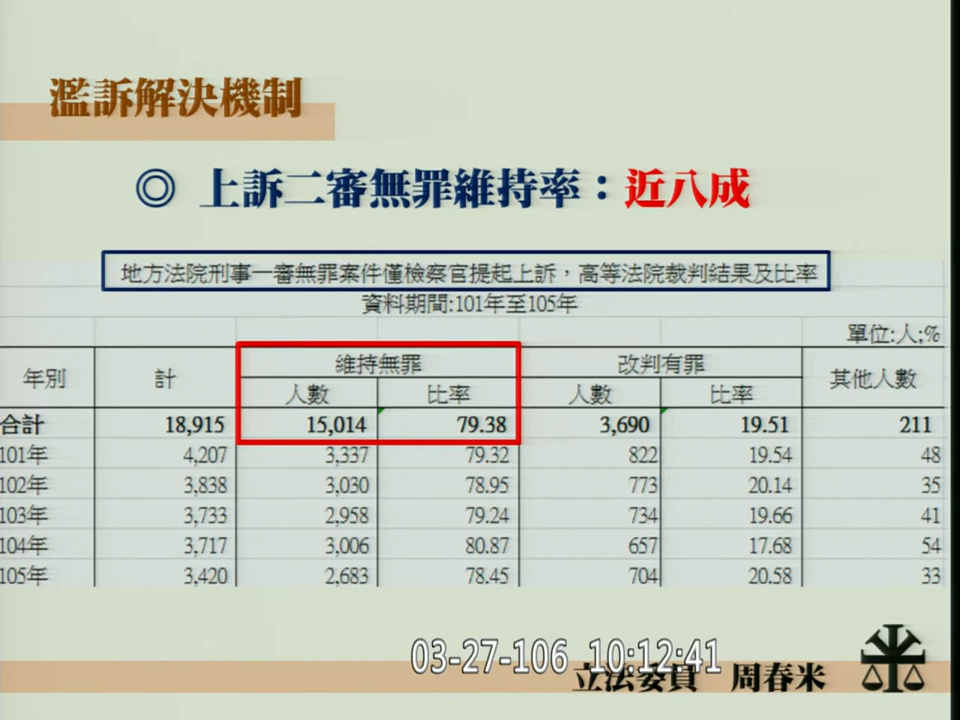 濫訴解決機制
◎ 上訴二審無罪維持率：近八成
地方法院刑事一審無罪案件僅檢察官提起上訴，高等法院裁判結果及比率
資料期間:101年至105年
單位:人;%
年別 計 維持無罪 改判有罪 其他人數
人數 比率 人數 比率
合計 18,915 15,014 79.38 3,690 19.51 211
101年 4,207 3,337 79.32 822 19.54 48
102年 3,838 3,030 78.95 773 20.14 35
103年 3,733 2,958 79.24 734 19.66 41
104年 3,717 3,006 80.87 657 17.68 54
105年 3,420 2,683 78.45 704 20.58 33
03-27-106 10:12:41
立法委員 周春米